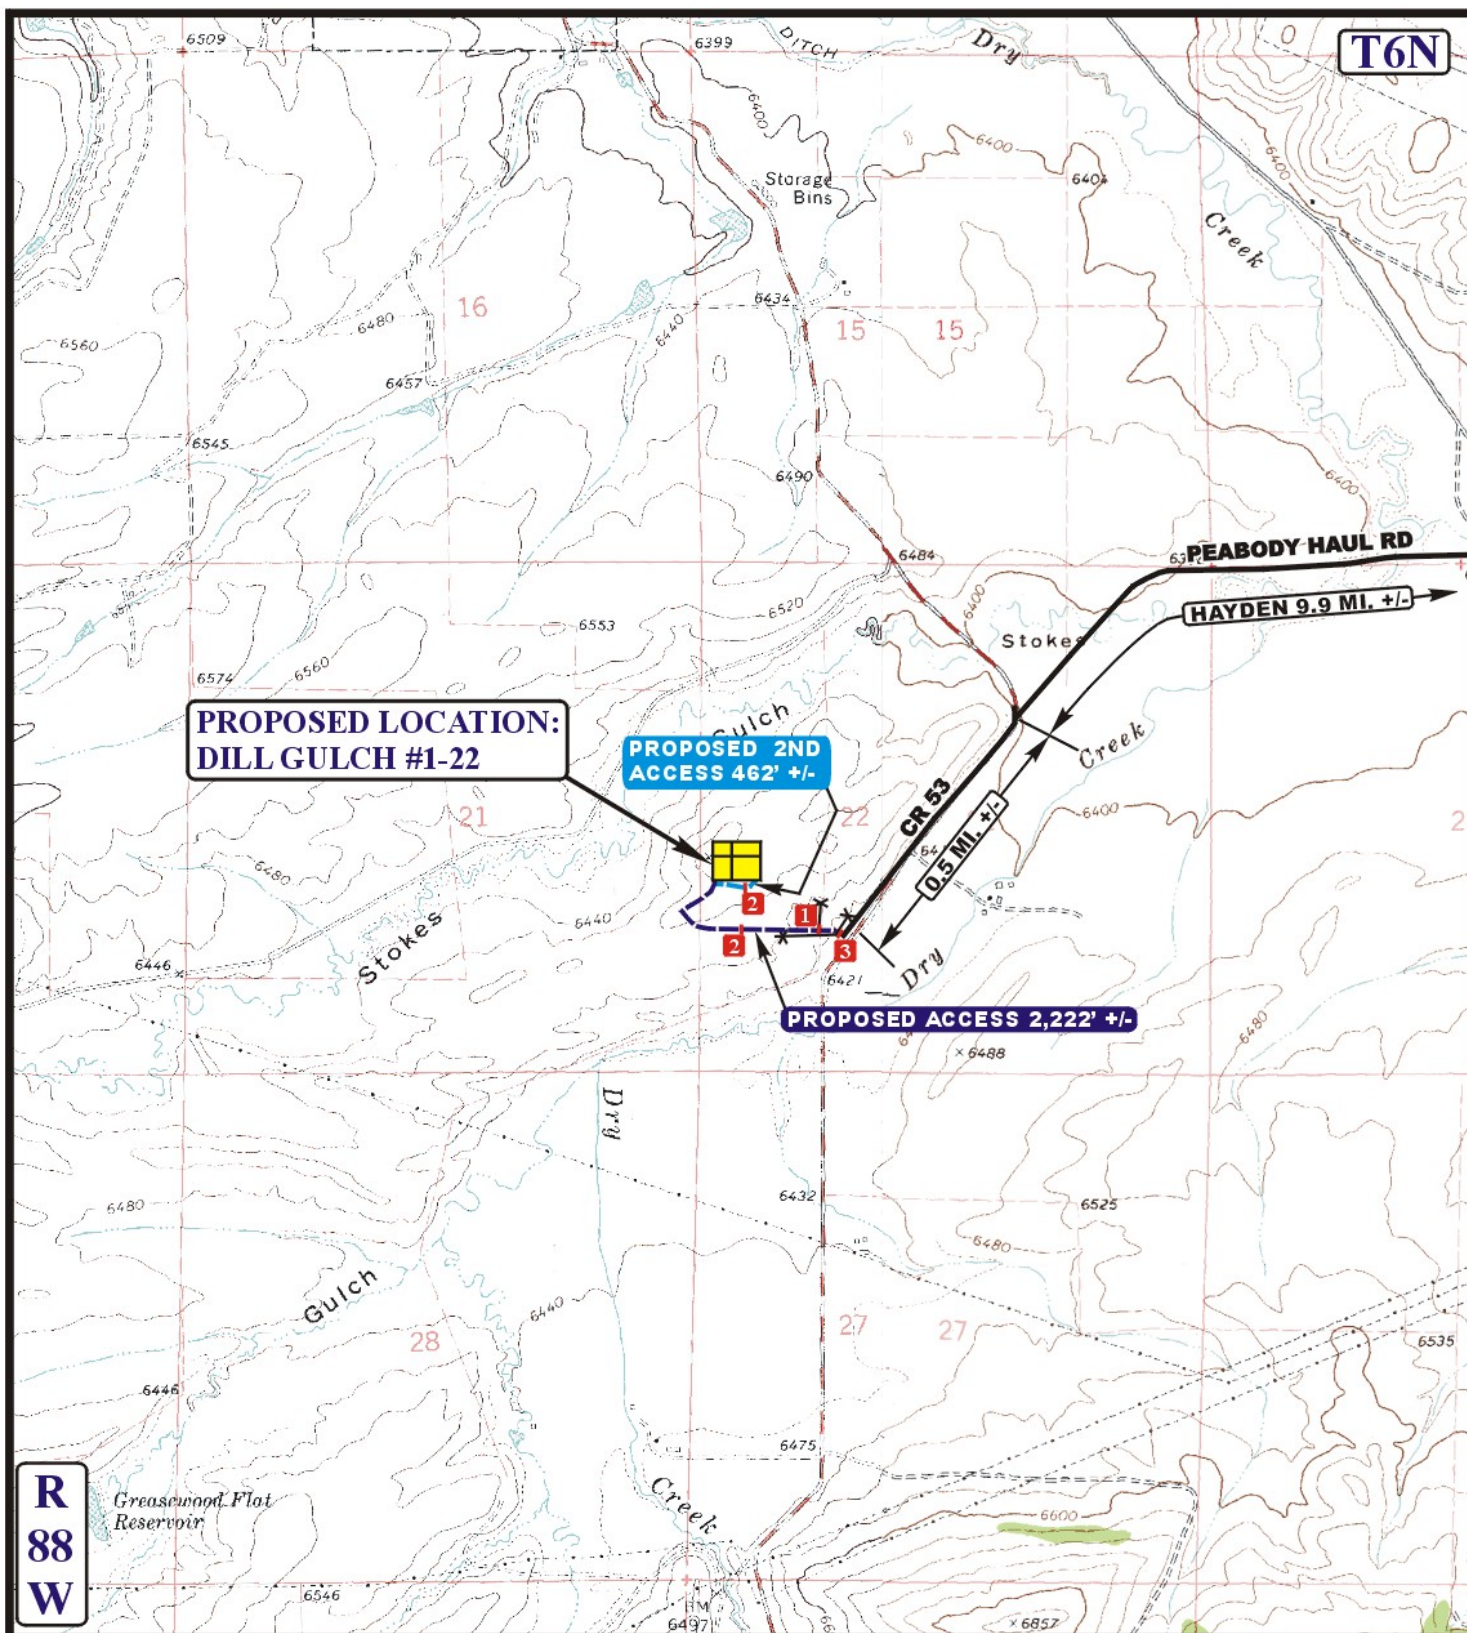 6509
6399
DITCH
Dry
T6N
6400
6400
6400
Storage
Bins
6404
Creek
16
6434
6480
6440
15
15
6560
6457
6545
6490
6400
6484
PEABODY HAUL RD
HAYDEN 9.9 MI. +/-
6520
6400
6553
Stokes
6560
6574
PROPOSED LOCATION:
DILL GULCH #1-22
Gulch
PROPOSED 2ND
ACCESS 462' +/-
Creek
21
22
CR 53
6400
0.5 MI. +/-
6480
2
1
6440
2
3
Stokes
6446
6421
Dry
PROPOSED ACCESS 2,222' +/-
6480
× 6488
Dry
6432
6480
6525
6480
Gulch
6440
28
27
27
6535
6446
6475
R
88
W
Greasewood Flat
Reservoir
Creek
6600
6546
BM
6497
× 6857